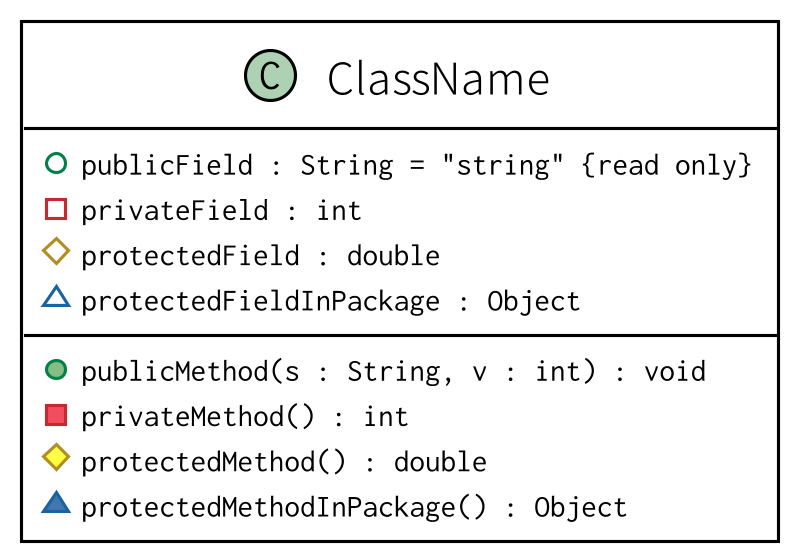 C ClassName
publicField : String = "string" {read only}
privateField : int
protectedField : double
protectedFieldInPackage : Object
publicMethod(s : String, v : int) : void
privateMethod() : int
protectedMethod() : double
protectedMethodInPackage() : Object